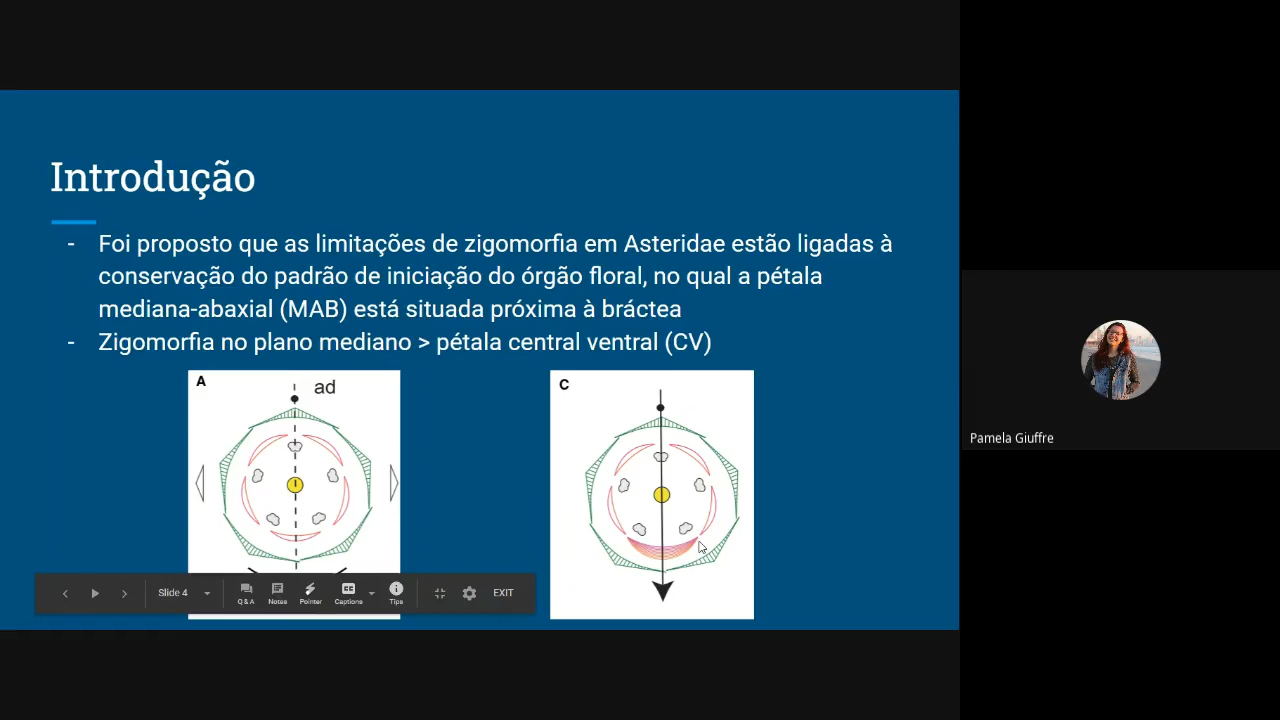 Introdução
- Foi proposto que as limitações de zigomorfia em Asteridae estão ligadas à
conservação do padrão de iniciação do órgão floral, no qual a pétala
mediana-abaxial (MAB) está situada próxima à bráctea
- Zigomorfia no plano mediano > pétala central ventral (CV)
A
ad
C
Slide 4
Q & A
Notes
Pointer
CC
Captions
Tips
EXIT
Pamela Giuffre